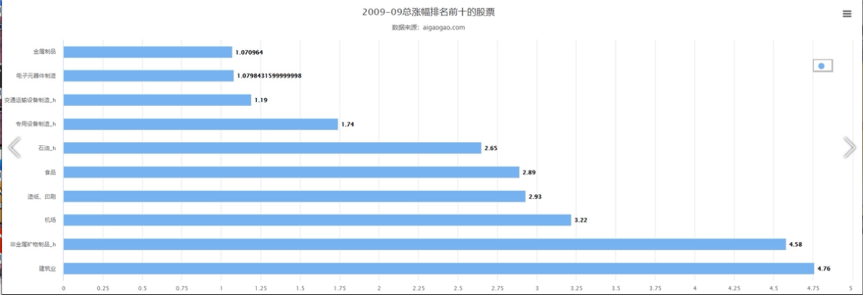 2009-09总涨幅排名前十的股票
数据来源: aigaogao.com
金属制品 1.070964
电子元器件制造 1.0798431599999998
交通运输设备制造_h 1.19
专用设备制造_h 1.74
石油_h 2.65
食品 2.89
造纸、印刷 2.93
机场 3.22
非金属矿物制品_h 4.58
建筑业 4.76
0 0.25 0.5 0.75 1 1.25 1.5 1.75 2 2.25 2.5 2.75 3 3.25 3.5 3.75 4 4.25 4.5 4.75 5